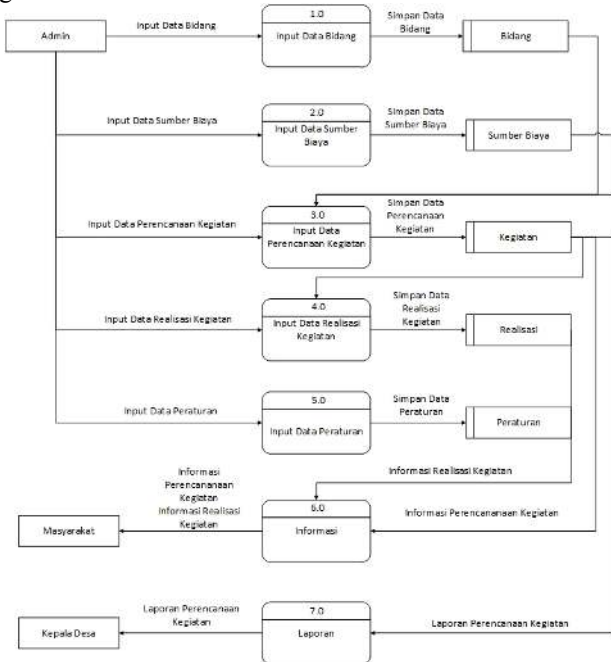 g
1.0
Simpan Data
Bidang
Admin
Input Data Bidang
Input Data Bidang
Bidang
2.0
Simpan Data
Sumber Biaya
Input Data Sumber Biaya
Input Data Sumber
Biaya
Sumber Biaya
3.0
Simpan Data
Perencanaan
Kegiatan
Input Data Perencanaan Kegiatan
Input Data
Perencanaan Kegiatan
Kegiatan
4.0
Simpan Data
Realisasi
Kegiatan
Input Data Realisasi Kegiatan
Input Data Realisasi
Kegiatan
Realisasi
5.0
Simpan Data
Peraturan
Input Data Peraturan
Input Data Peraturan
Peraturan
Informasi
Perencananaan
Kegiatan
Informasi Realisasi
Kegiatan
Informasi Realisasi Kegiatan
6.0
Informasi Perencananaan Kegiatan
Masyarakat
Informasi
7.0
Laporan Perencanaan
Kegiatan
Laporan Perencanaan Kegiatan
Kepala Desa
Laporan